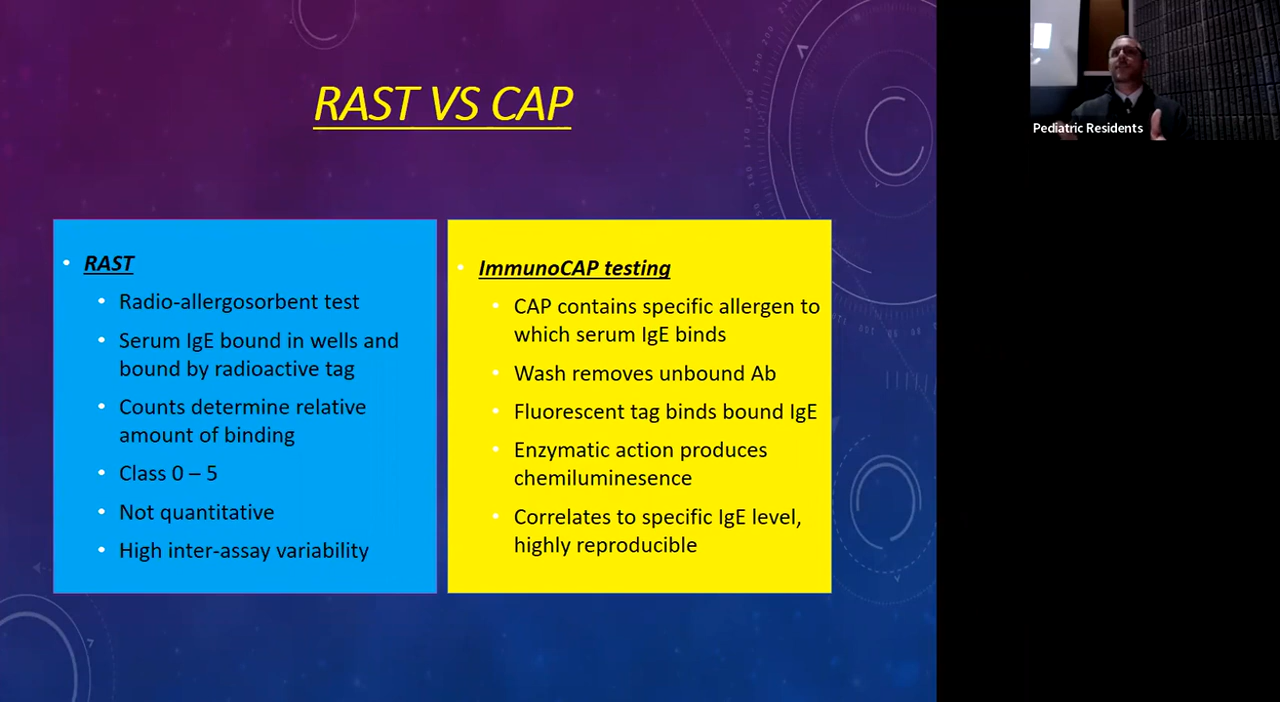 RAST VS CAP
• RAST
• Radio-allergosorbent test
• Serum IgE bound in wells and
bound by radioactive tag
• Counts determine relative
amount of binding
• Class 0 – 5
• Not quantitative
• High inter-assay variability
• ImmunoCAP testing
• CAP contains specific allergen to
which serum IgE binds
• Wash removes unbound Ab
• Fluorescent tag binds bound IgE
• Enzymatic action produces
chemiluminesence
• Correlates to specific IgE level,
highly reproducible
Pediatric Residents